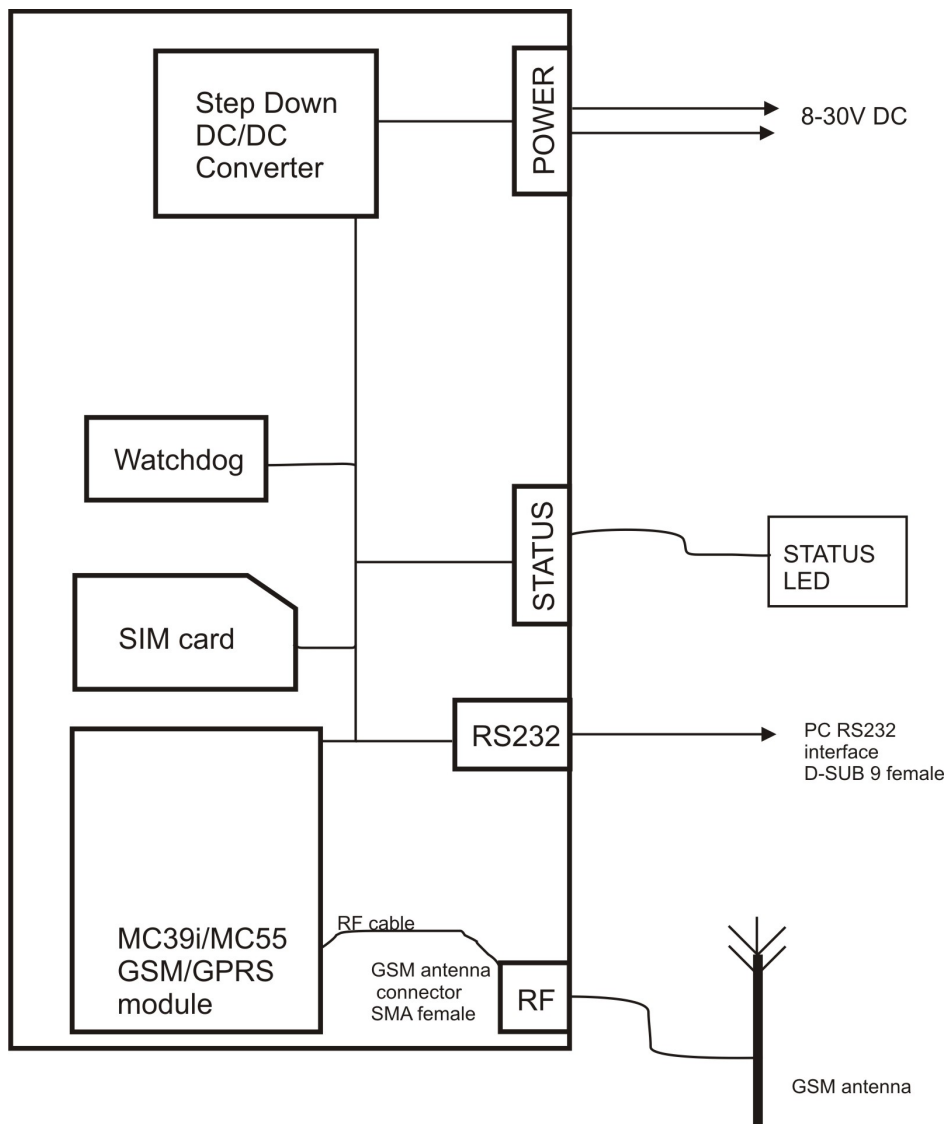 Step Down
DC/DC
Converter
POWER
8-30V DC
Watchdog
STATUS
STATUS
LED
SIM card
RS232
PC RS232
interface
D-SUB 9 female
MC39i/MC55
GSM/GPRS
module
RF cable
GSM antenna
connector
SMA female
RF
GSM antenna